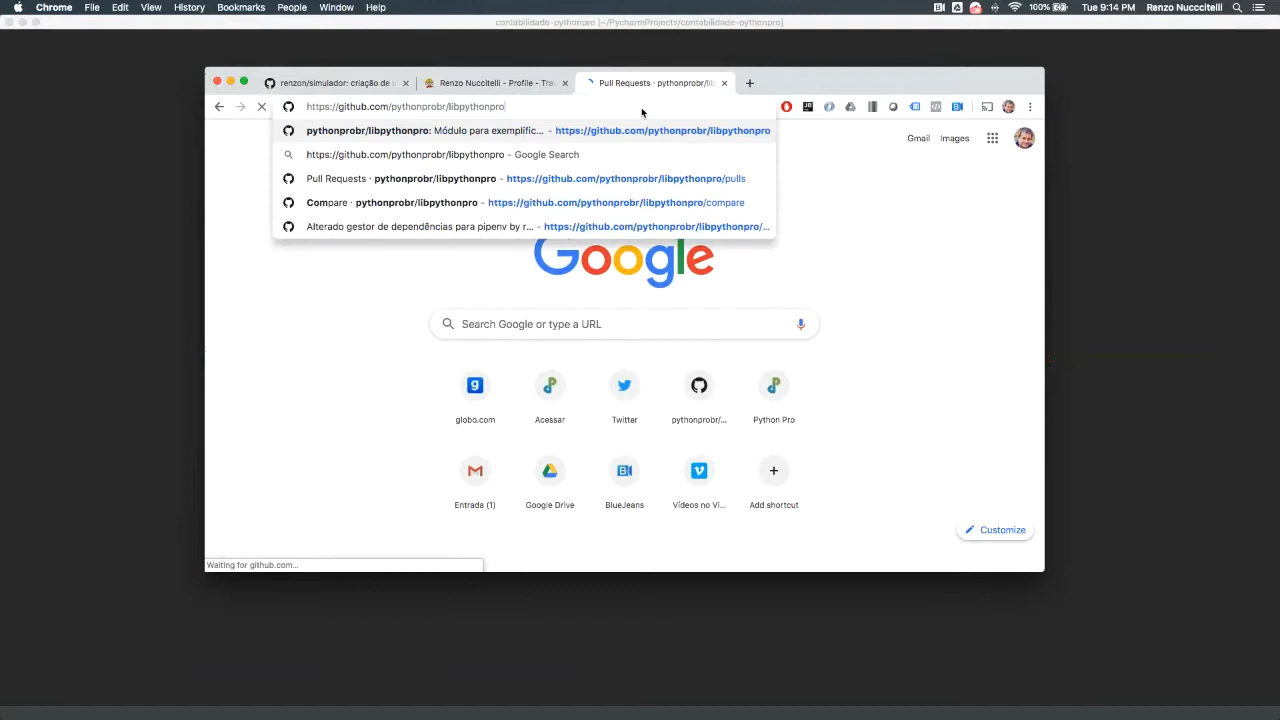 Chrome File Edit View History Bookmarks People Window Help 100% Tue 9:14 PM Renzo Nucccitelli
contabilidade-pythonpro [~/PycharmProjects/contabilidade-pythonpro]
renzon/simulador: criação de Renzo Nuccitelli - Profile - Tra Pull Requests · pythonprobr/lib
https://github.com/pythonprobr/libpythonpro
pythonprobr/libpythonpro: Módulo para exemplific... - https://github.com/pythonprobr/libpythonpro
https://github.com/pythonprobr/libpythonpro - Google Search
Pull Requests · pythonprobr/libpythonpro - https://github.com/pythonprobr/libpythonpro/pulls
Compare · pythonprobr/libpythonpro - https://github.com/pythonprobr/libpythonpro/compare
Alterado gestor de dependências para pipenv by r... - https://github.com/pythonprobr/libpythonpro/...
Gmail Images
Google
Search Google or type a URL
globo.com Acessar Twitter pythonprobr/... Python Pro
Entrada (1) Google Drive BlueJeans Vídeos no Vi... Add shortcut
Customize
Waiting for github.com...